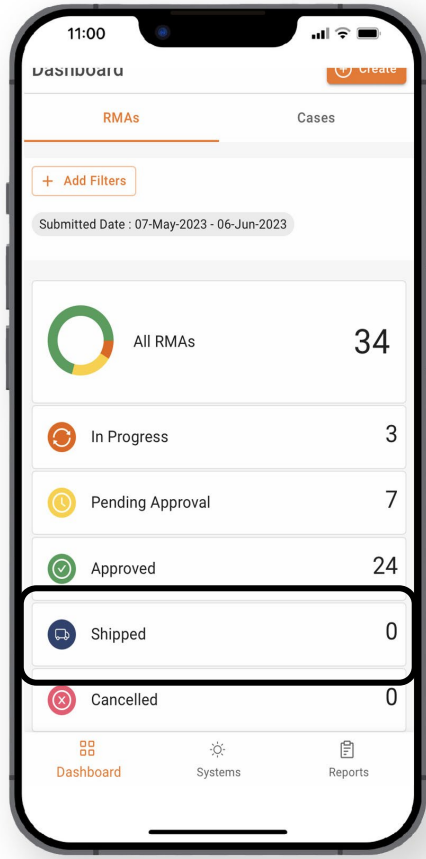 11:00
Dashboard
Create
RMAs
Cases
+ Add Filters
Submitted Date : 07-May-2023 - 06-Jun-2023
All RMAs
34
In Progress
3
Pending Approval
7
Approved
24
Shipped
0
Cancelled
0
Dashboard
Systems
Reports